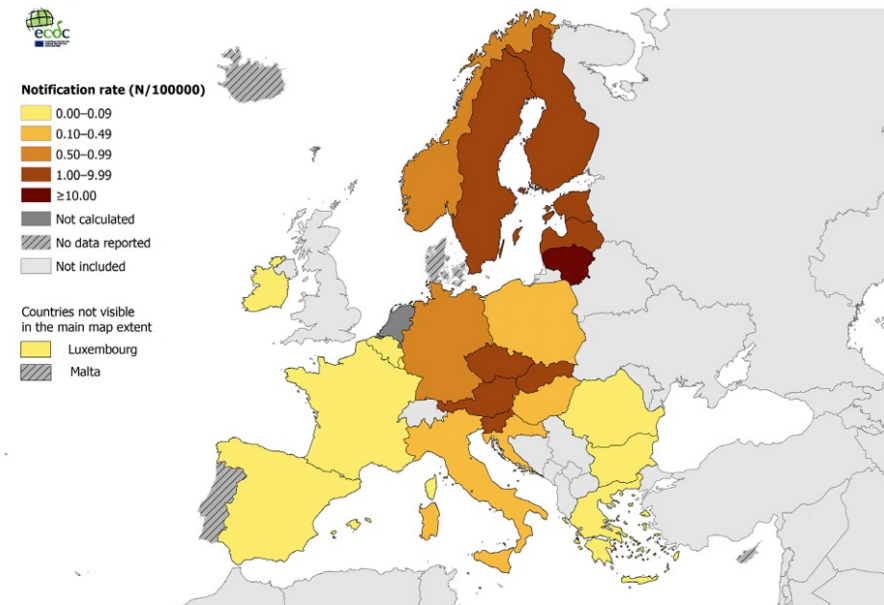 ecdc
Notification rate (N/100000)
0.00–0.09
0.10–0.49
0.50–0.99
1.00–9.99
≥10.00
Not calculated
No data reported
Not included
Countries not visible
in the main map extent
Luxembourg
Malta